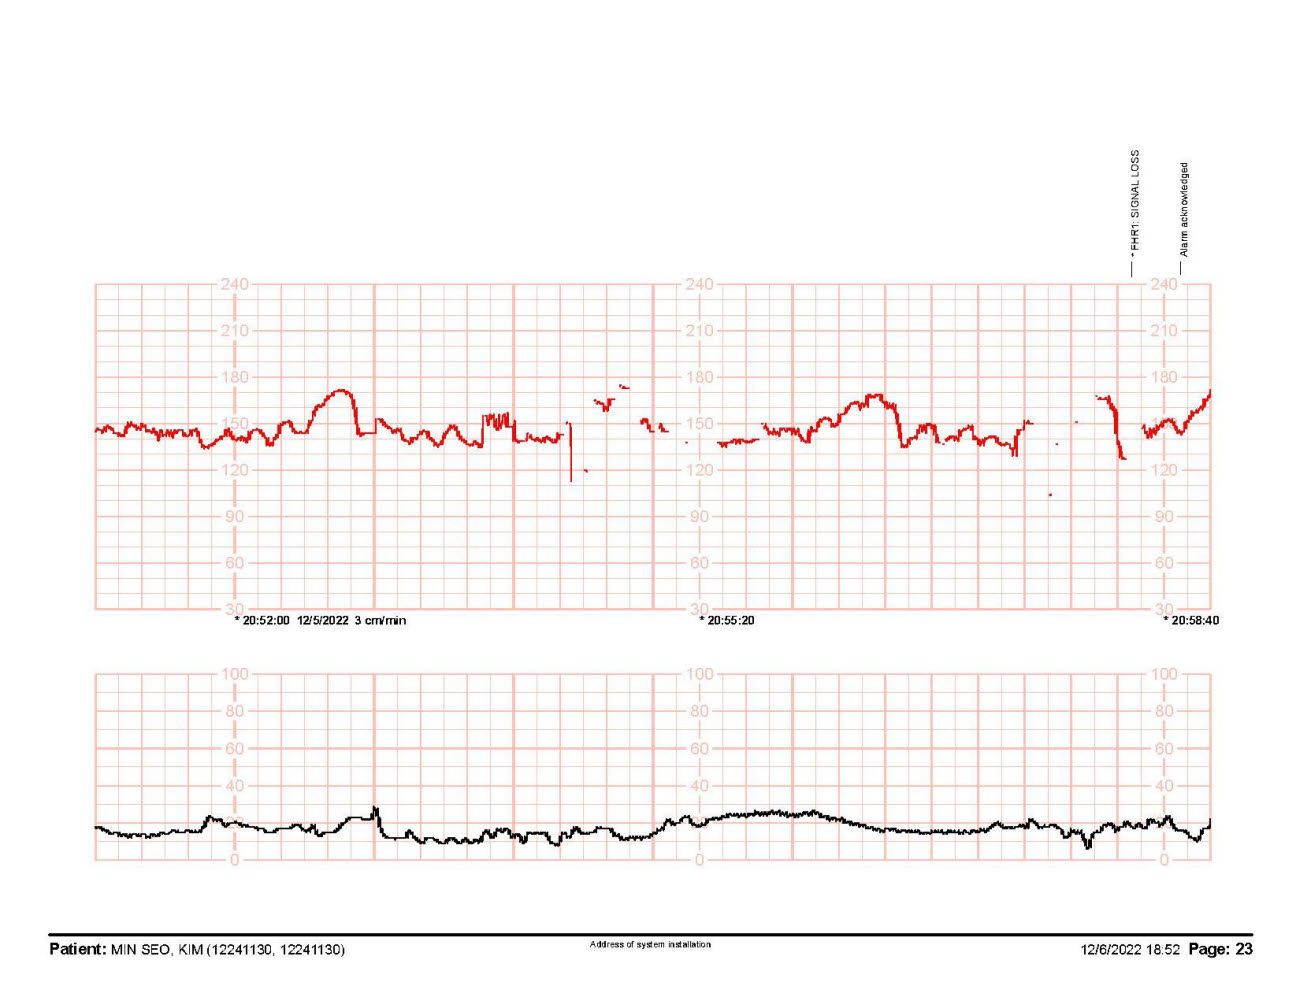 * FHR1: SIGNAL LOSS
Alarm acknowledged
240 240 240
210 210 210
180 180 180
150 150 150
120 120 120
90 90 90
60 60 60
30 30 30
* 20:52:00 12/5/2022 3 cm/min * 20:55:20 * 20:58:40
100 100 100
80 80 80
60 60 60
40 40 40
20 20 20
0 0 0
Patient: MIN SEO, KIM (12241130, 12241130) Address of system installation 12/6/2022 18:52 Page: 23